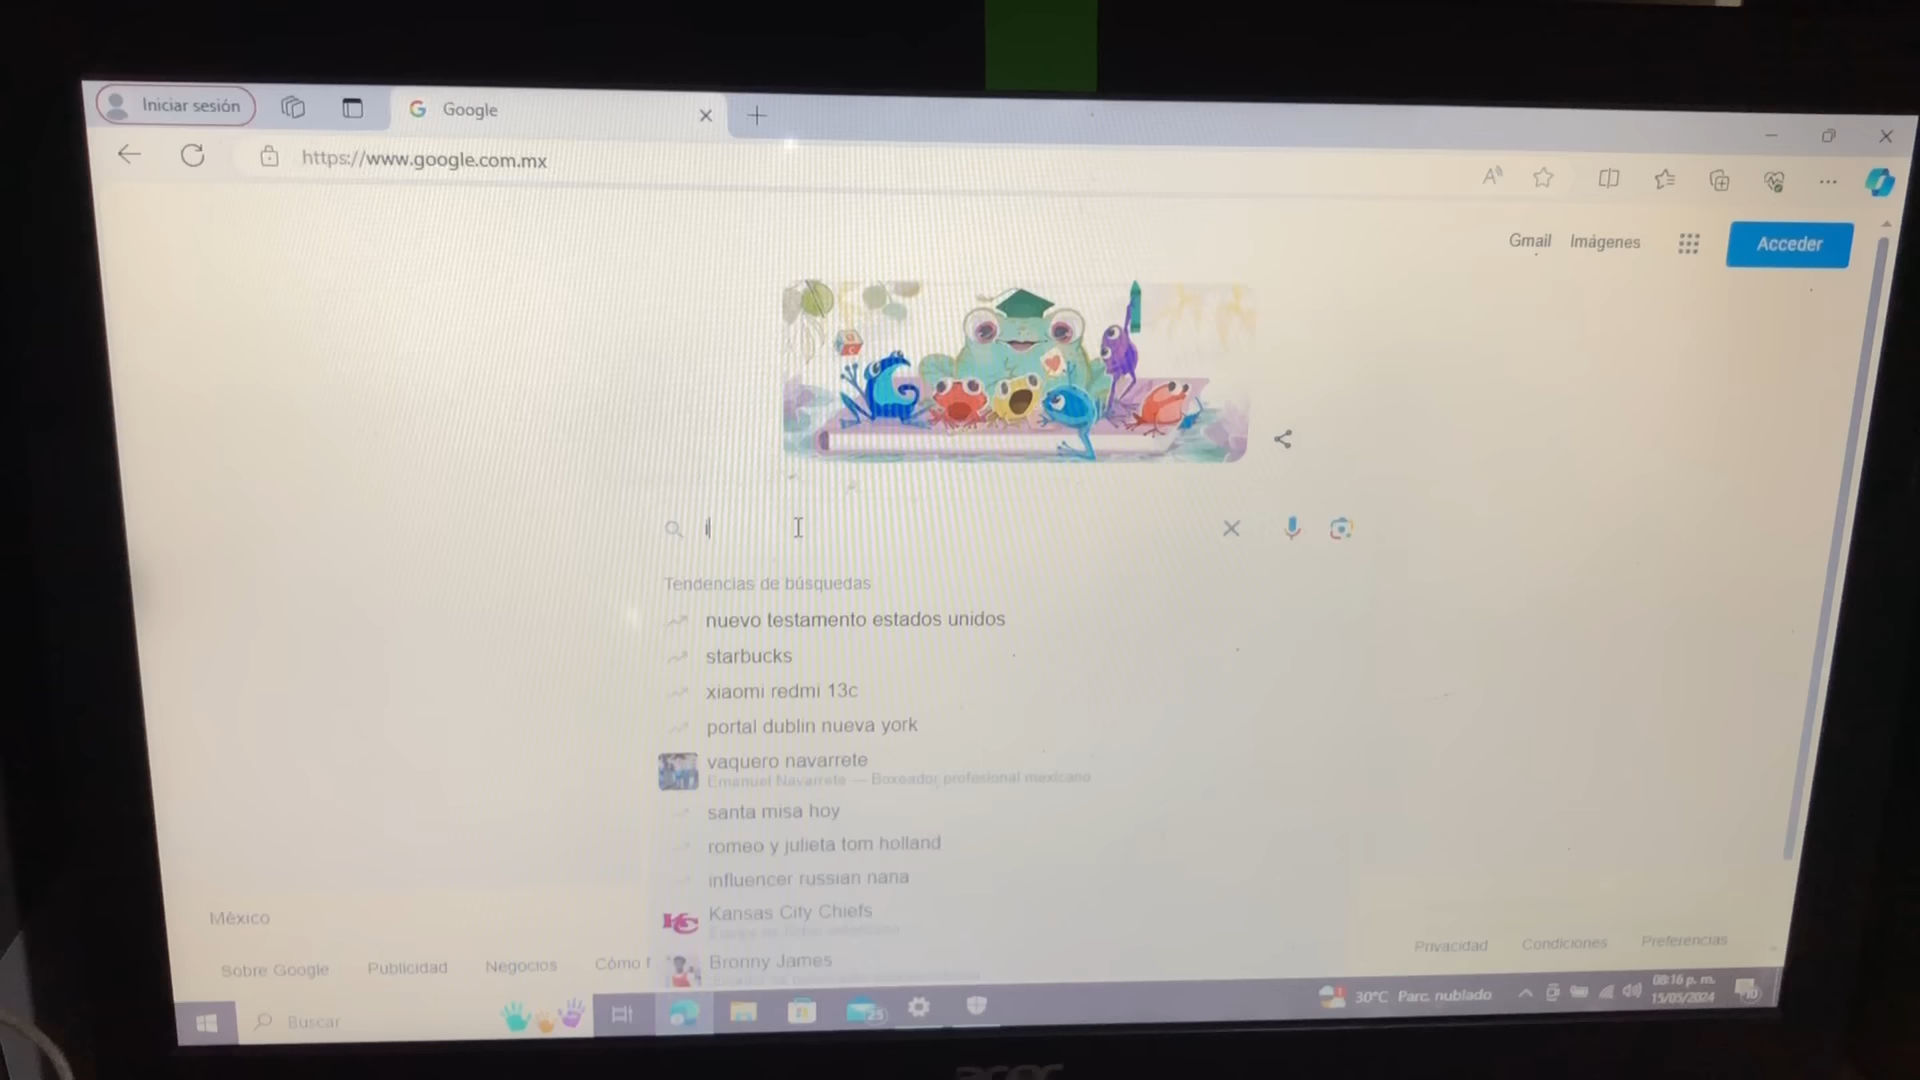 Iniciar sesión
Google
https://www.google.com.mx
Gmail
Imágenes
Acceder
i
Tendencias de búsquedas
nuevo testamento estados unidos
starbucks
xiaomi redmi 13c
portal dublin nueva york
vaquero navarrete
Emanuel Navarrete — Boxeador profesional mexicano
santa misa hoy
romeo y julieta tom holland
influencer russian nana
Kansas City Chiefs
Bronny James
México
Sobre Google
Publicidad
Negocios
Cómo f
Privacidad
Condiciones
Preferencias
Buscar
25
30°C Parc. nublado
08:16 p. m.
15/05/2024
acer